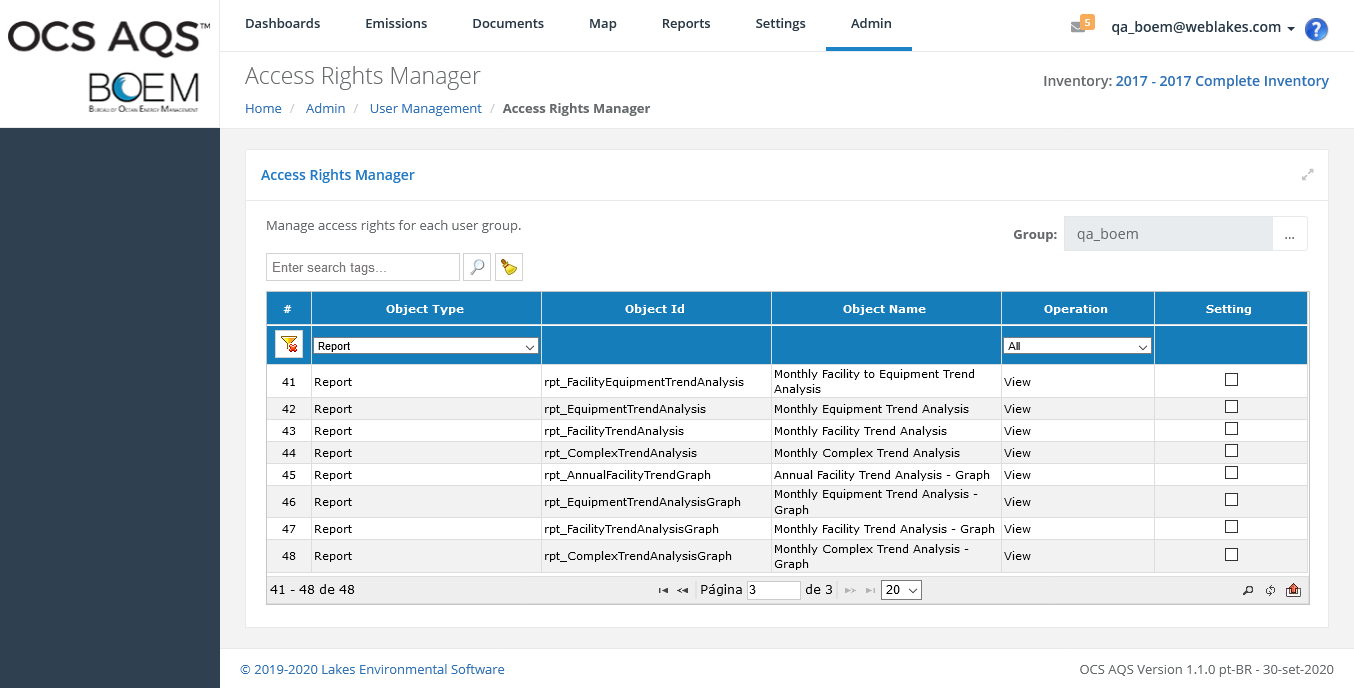 OCS AQS™
BOEM
Bureau of Ocean Energy Management
Dashboards Emissions Documents Map Reports Settings Admin
5 qa_boem@weblakes.com ?
Access Rights Manager
Inventory: 2017 - 2017 Complete Inventory
Home / Admin / User Management / Access Rights Manager
Access Rights Manager
Manage access rights for each user group.
Group: qa_boem ...
Enter search tags...
# Object Type Object Id Object Name Operation Setting
Report All
41 Report rpt_FacilityEquipmentTrendAnalysis Monthly Facility to Equipment Trend Analysis View
42 Report rpt_EquipmentTrendAnalysis Monthly Equipment Trend Analysis View
43 Report rpt_FacilityTrendAnalysis Monthly Facility Trend Analysis View
44 Report rpt_ComplexTrendAnalysis Monthly Complex Trend Analysis View
45 Report rpt_AnnualFacilityTrendGraph Annual Facility Trend Analysis - Graph View
46 Report rpt_EquipmentTrendAnalysisGraph Monthly Equipment Trend Analysis - Graph View
47 Report rpt_FacilityTrendAnalysisGraph Monthly Facility Trend Analysis - Graph View
48 Report rpt_ComplexTrendAnalysisGraph Monthly Complex Trend Analysis - Graph View
41 - 48 de 48 Página 3 de 3 20
© 2019-2020 Lakes Environmental Software
OCS AQS Version 1.1.0 pt-BR - 30-set-2020